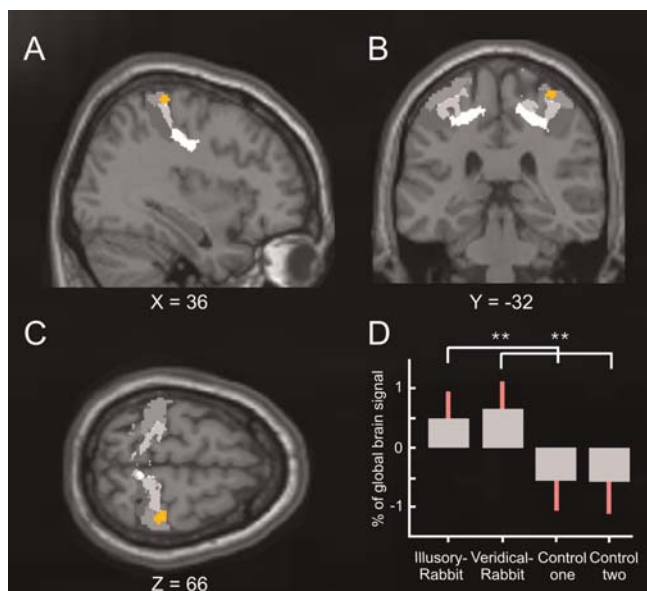 A
B
X = 36
Y = -32
C
D
** **
% of global brain signal
1
0
-1
Illusory- Veridical- Control Control
Rabbit Rabbit one two
Z = 66